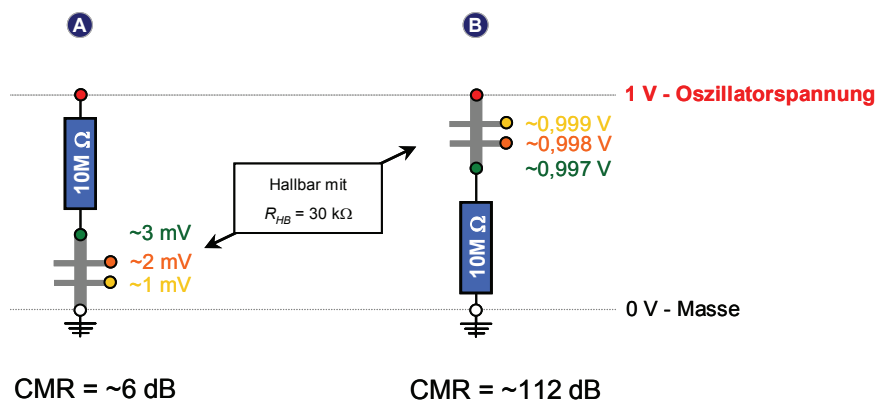 A
B
1 V - Oszillatorspannung
10M Ω
~0,999 V
~0,998 V
~0,997 V
Hallbar mit
R_HB = 30 kΩ
~3 mV
~2 mV
~1 mV
10M Ω
0 V - Masse
CMR = ~6 dB
CMR = ~112 dB